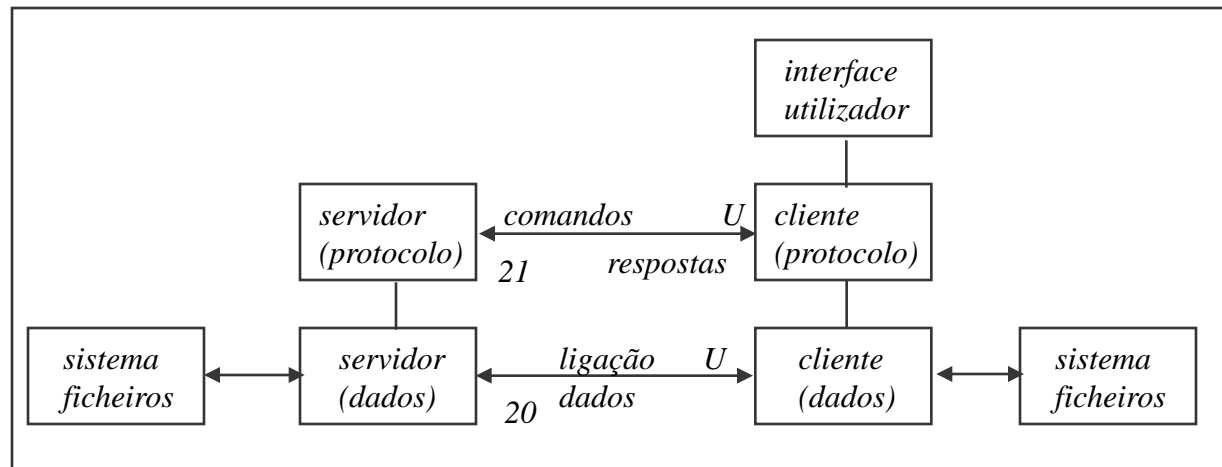 interface
utilizador
servidor
(protocolo)
comandos
U
21
respostas
cliente
(protocolo)
sistema
ficheiros
servidor
(dados)
ligação
dados
U
20
cliente
(dados)
sistema
ficheiros